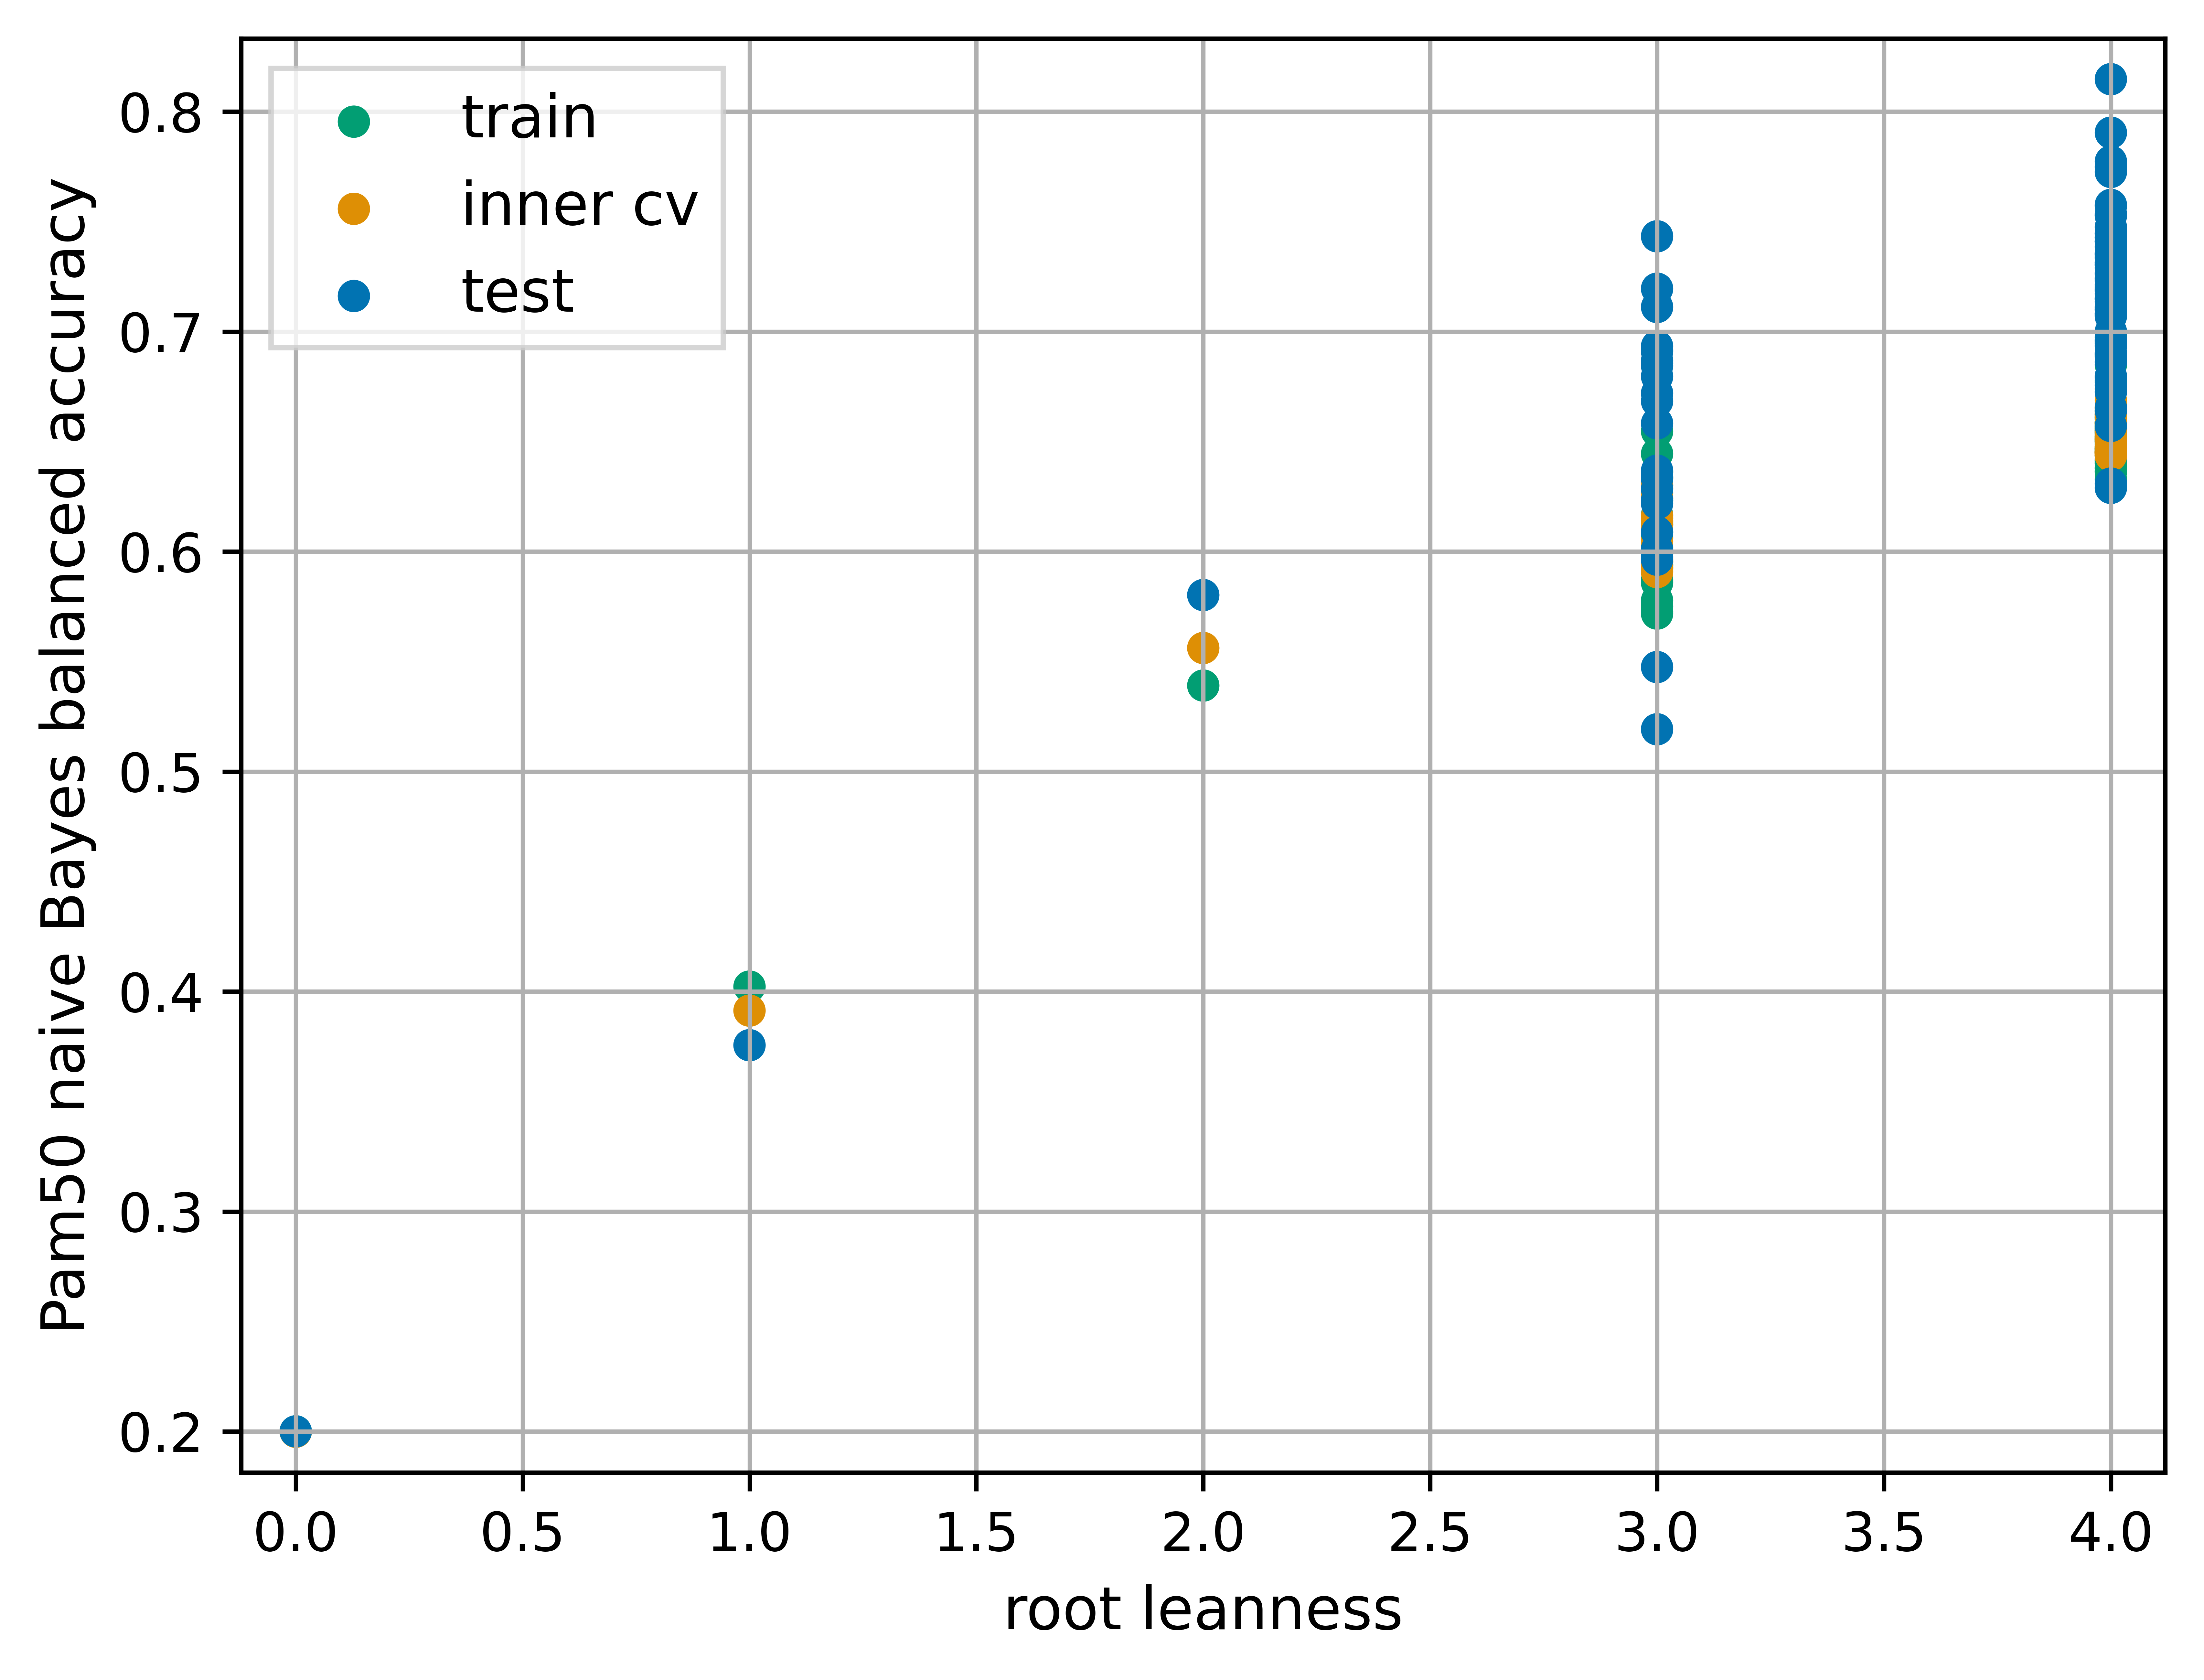 train
inner cv
test
Pam50 naive Bayes balanced accuracy
0.8
0.7
0.6
0.5
0.4
0.3
0.2
0.0 0.5 1.0 1.5 2.0 2.5 3.0 3.5 4.0
root leanness